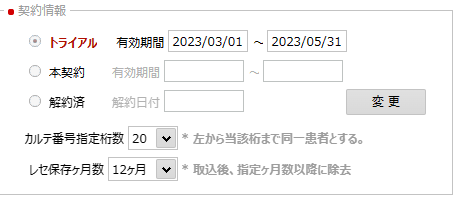 契約情報
トライアル 有効期間 2023/03/01 ～ 2023/05/31
本契約 有効期間 ～
解約済 解約日付 変 更
カルテ番号指定桁数 20 * 左から当該桁まで同一患者とする。
レセ保存ヶ月数 12ヶ月 * 取込後、指定ヶ月数以降に除去